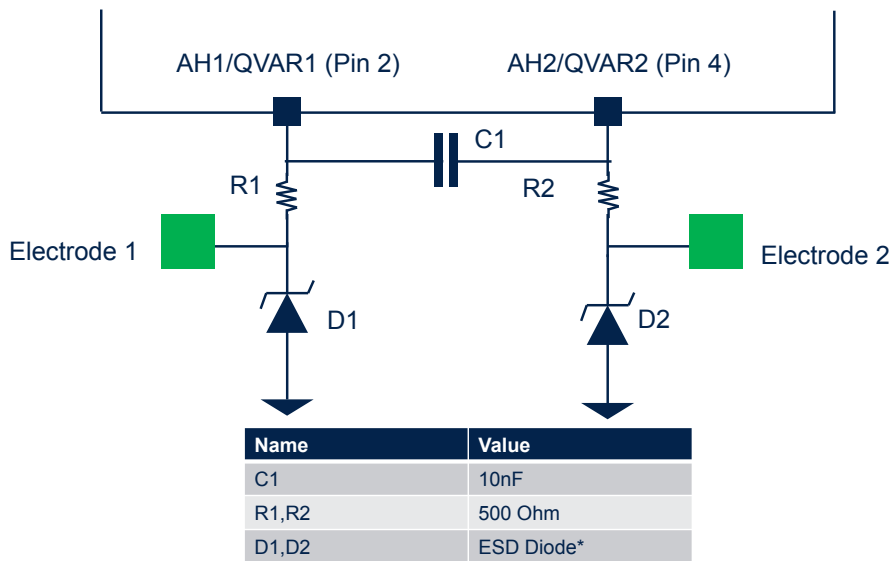 AH1/QVAR1 (Pin 2) AH2/QVAR2 (Pin 4)
C1
R1 R2
Electrode 1 Electrode 2
D1 D2
Name Value
C1 10nF
R1,R2 500 Ohm
D1,D2 ESD Diode*